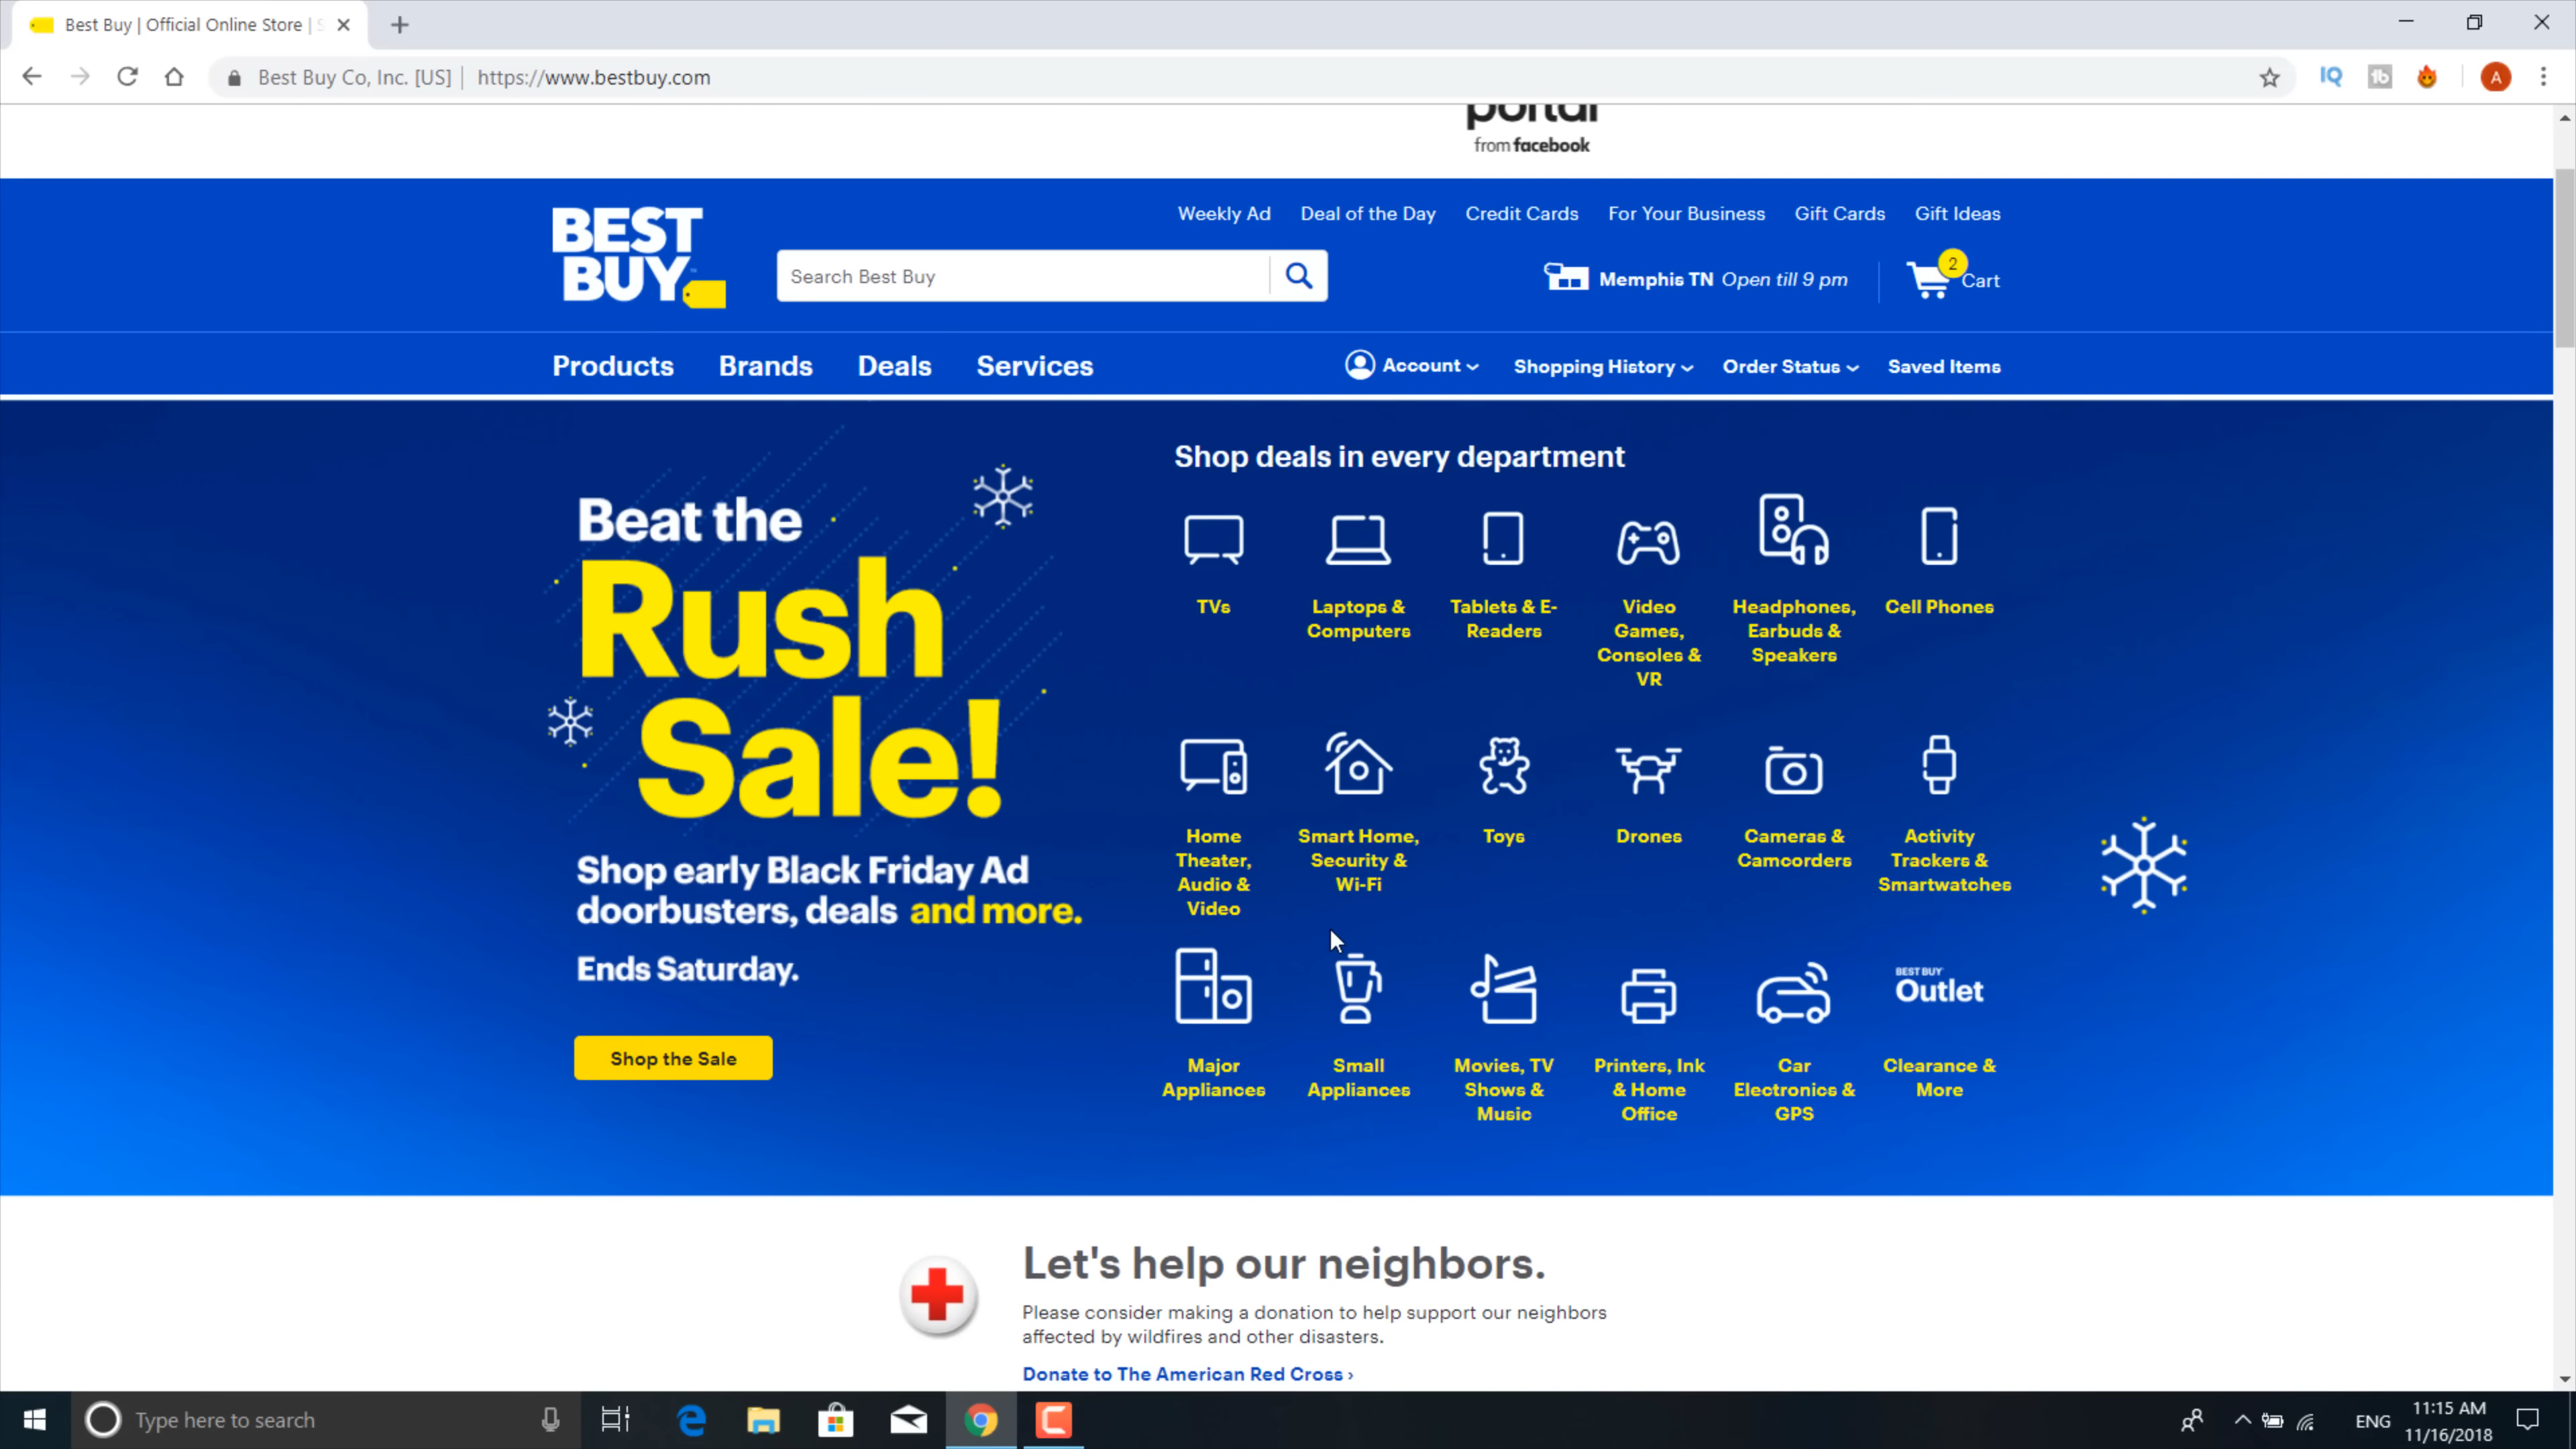 Best Buy | Official Online Store | S
Best Buy Co, Inc. [US] | https://www.bestbuy.com
IQ
tb
A
portal
from facebook
BEST
BUY
Weekly Ad Deal of the Day Credit Cards For Your Business Gift Cards Gift Ideas
Search Best Buy
Memphis TN Open till 9 pm
2
Cart
Products Brands Deals Services
Account Shopping History Order Status Saved Items
Beat the
Rush
Sale!
Shop early Black Friday Ad
doorbusters, deals and more.
Ends Saturday.
Shop the Sale
Shop deals in every department
TVs
Laptops &
Computers
Tablets & E-
Readers
Video
Games,
Consoles &
VR
Headphones,
Earbuds &
Speakers
Cell Phones
Home
Theater,
Audio &
Video
Smart Home,
Security &
Wi-Fi
Toys
Drones
Cameras &
Camcorders
Activity
Trackers &
Smartwatches
BEST BUY
Outlet
Major
Appliances
Small
Appliances
Movies, TV
Shows &
Music
Printers, Ink
& Home
Office
Car
Electronics &
GPS
Clearance &
More
Let's help our neighbors.
Please consider making a donation to help support our neighbors
affected by wildfires and other disasters.
Donate to The American Red Cross ›
Type here to search
ENG
11:15 AM
11/16/2018